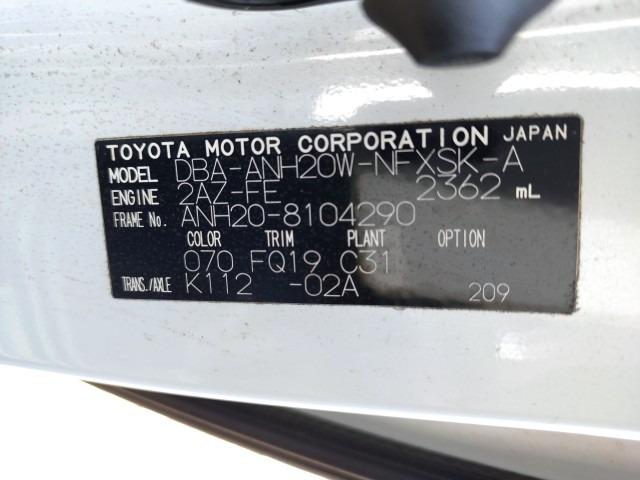 TOYOTA MOTOR CORPORATION JAPAN
MODEL DBA-ANH20W-NFXSK-A
ENGINE 2AZ-FE 2362 mL
FRAME No. ANH20-8104290
COLOR TRIM PLANT OPTION
070 FQ19 C31
TRANS./AXLE K112 -02A 209